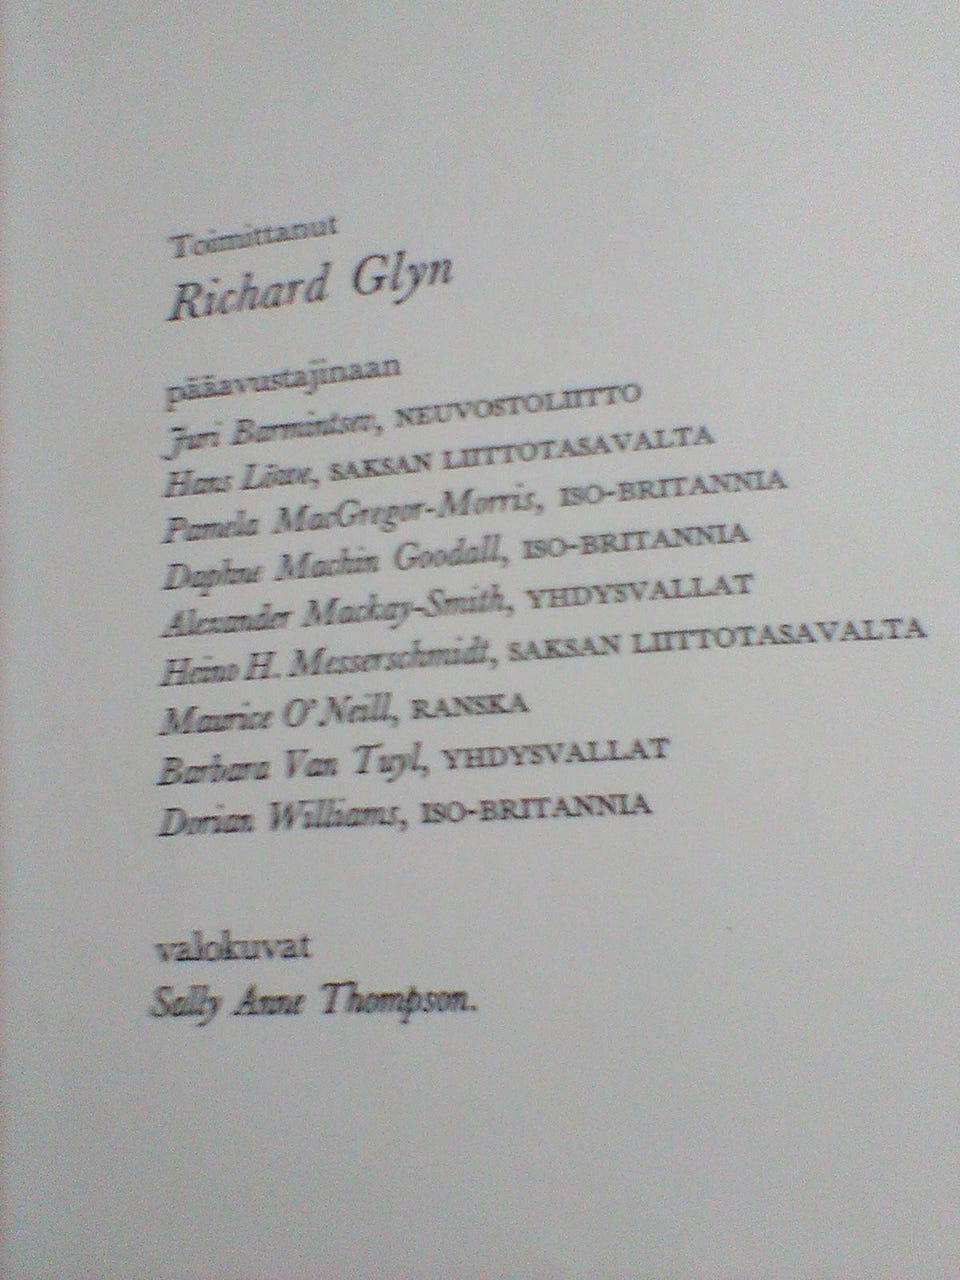 Toimittanut
Richard Glyn
pääavustajinaan
Juri Barmintsev, NEUVOSTOLIITTO
Hans Löwe, SAKSAN LIITTOTASAVALTA
Pamela MacGregor-Morris, ISO-BRITANNIA
Daphne Machin Goodall, ISO-BRITANNIA
Alexander Mackay-Smith, YHDYSVALLAT
Heino H. Messerschmidt, SAKSAN LIITTOTASAVALTA
Maurice O'Neill, RANSKA
Barbara Van Tuyl, YHDYSVALLAT
Dorian Williams, ISO-BRITANNIA
valokuvat
Sally Anne Thompson.